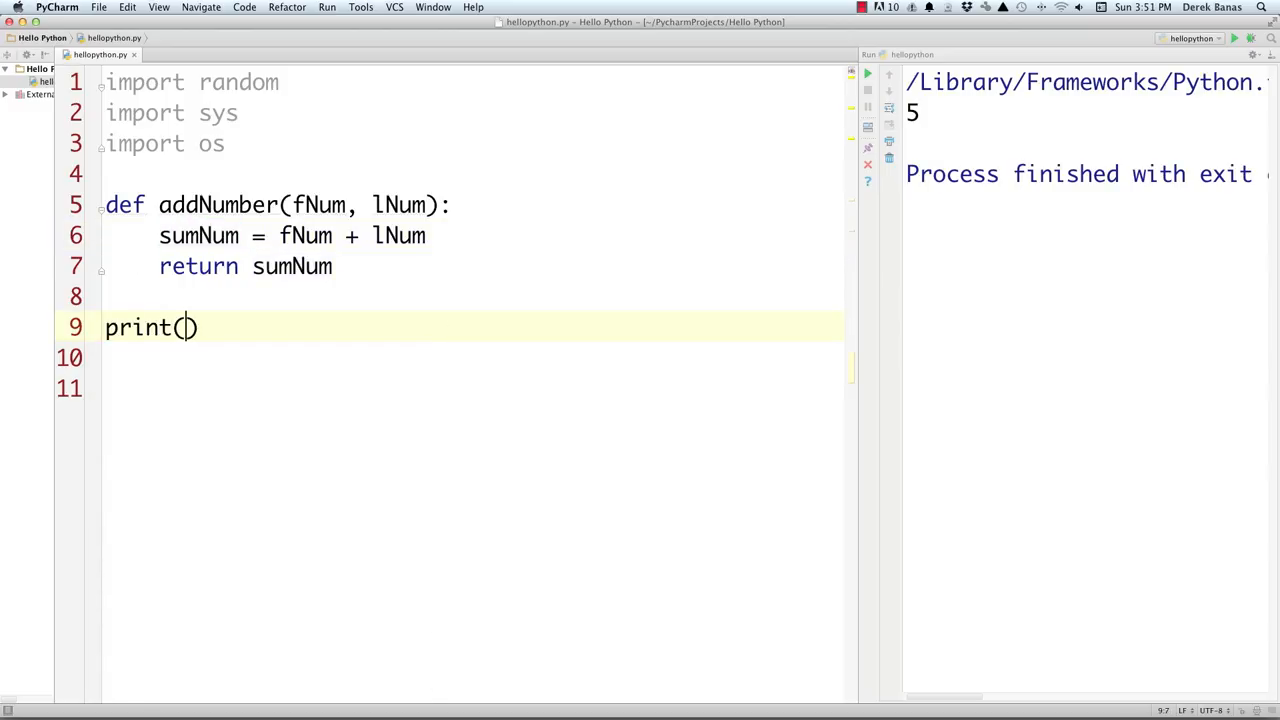 PyCharm File Edit View Navigate Code Refactor Run Tools VCS Window Help 10 Sun 3:51 PM Derek Banas
hellopython.py - Hello Python - [~/PycharmProjects/Hello Python]
Hello Python hellopython.py hellopython
hellopython.py Run hellopython
Hello P
hell
Externa
1 import random
2 import sys
3 import os
4
5 def addNumber(fNum, lNum):
6 sumNum = fNum + lNum
7 return sumNum
8
9 print()
10
11
/Library/Frameworks/Python.
5
Process finished with exit
9:7 LF UTF-8